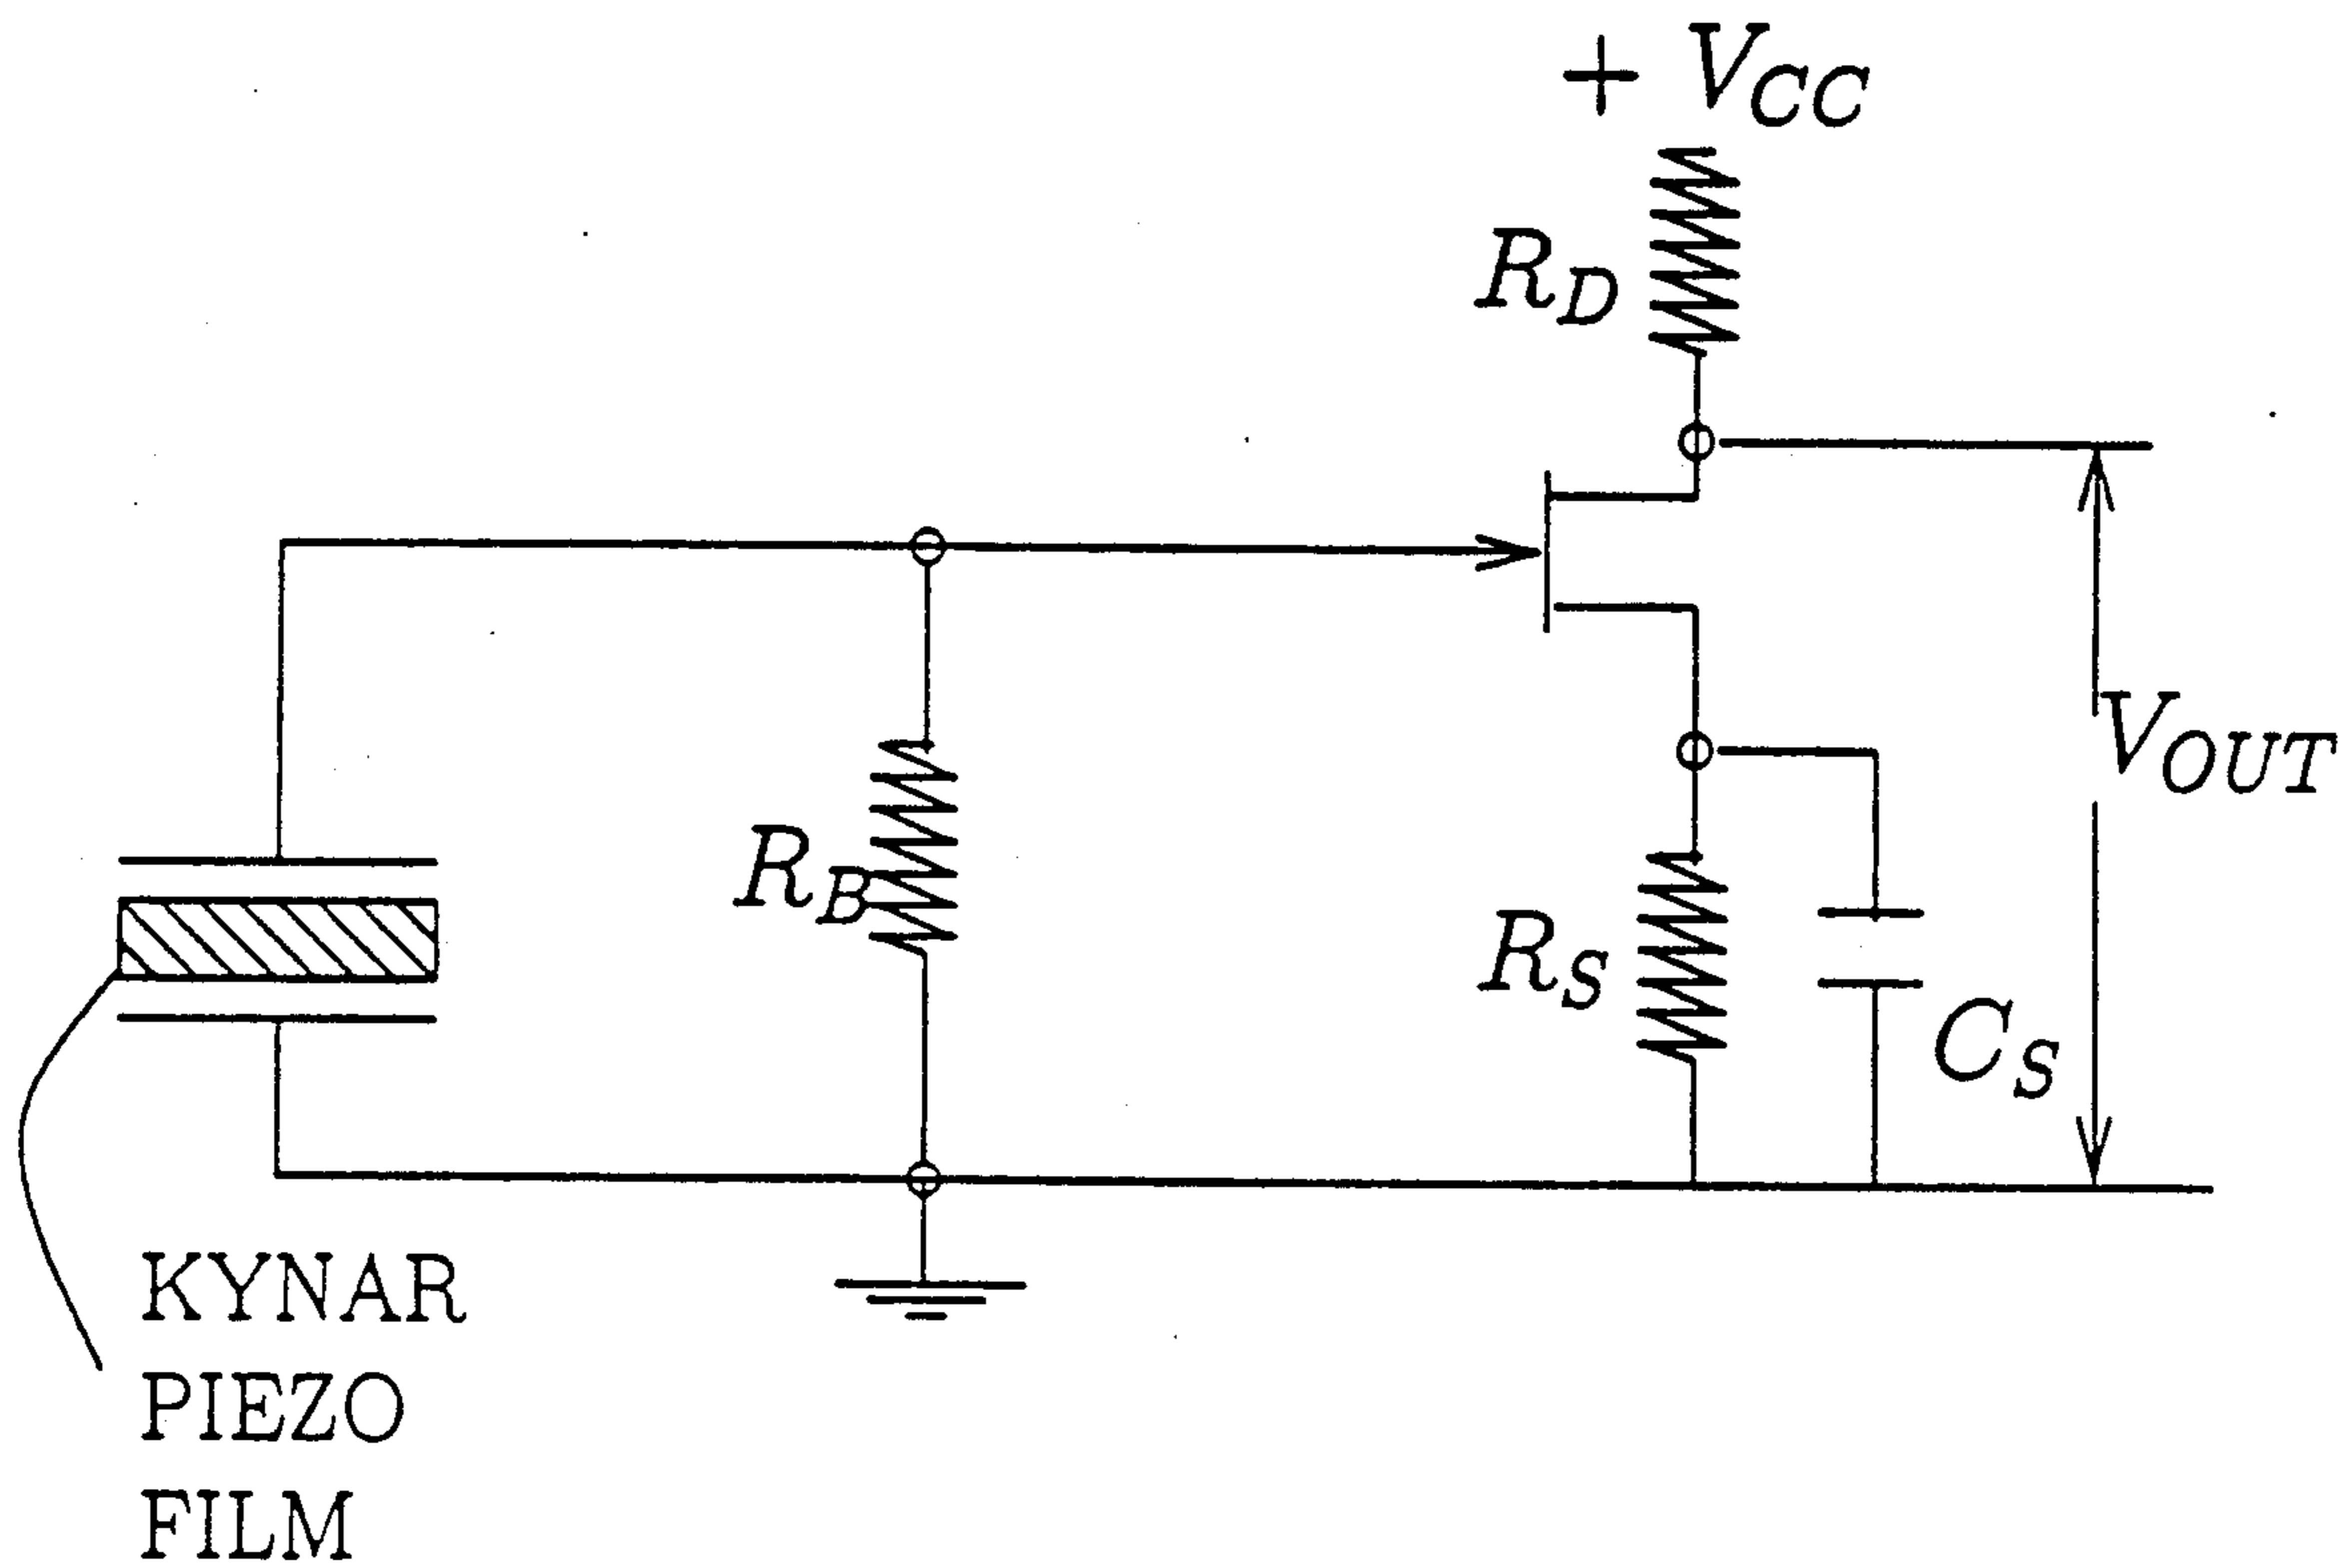 + V_CC
R_D
V_OUT
R_B
R_S
C_S
KYNAR
PIEZO
FILM